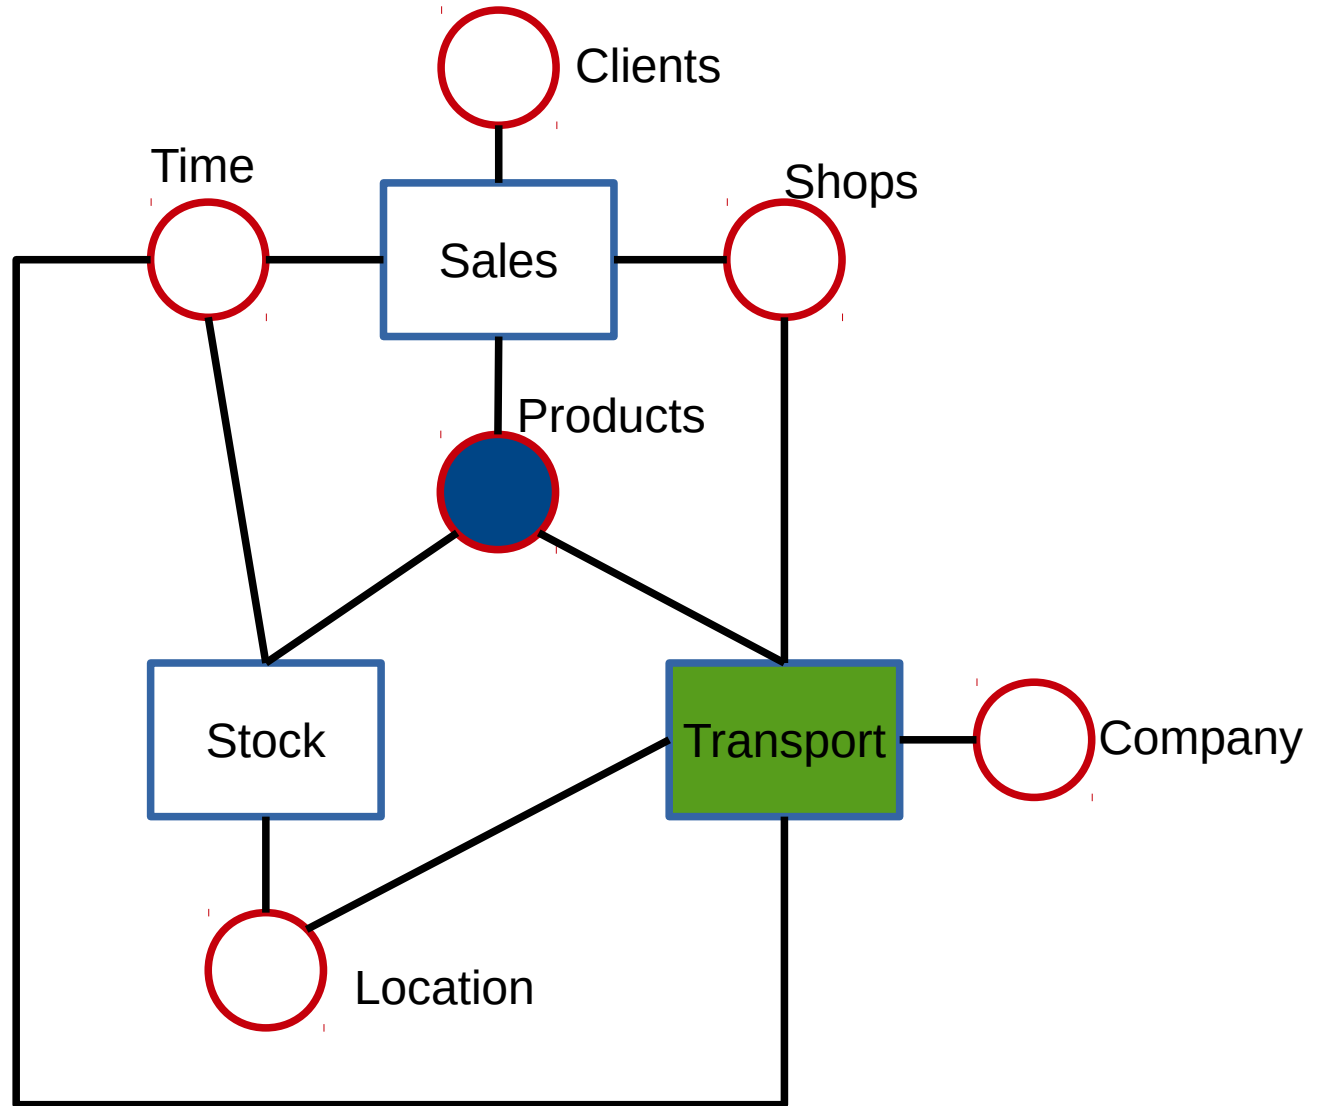 Clients
Time
Shops
Sales
Products
Stock
Transport
Company
Location